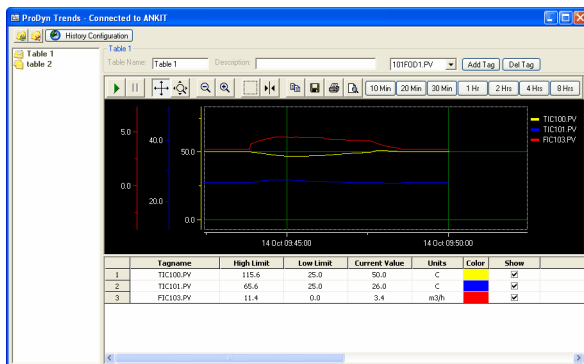 ProDyn Trends - Connected to ANKIT
History Configuration
Table 1
table 2
Table 1
Table Name: Table 1 Description: 101FOD1.PV Add Tag Del Tag
10 Min 20 Min 30 Min 1 Hr 2 Hrs 4 Hrs 8 Hrs
TIC100.PV
TIC101.PV
FIC103.PV
5.0 40.0 50.0
0.0 20.0 0.0
14 Oct 09:45:00 14 Oct 09:50:00
Tagname High Limit Low Limit Current Value Units Color Show
1 TIC100.PV 115.6 25.0 50.0 C
2 TIC101.PV 65.6 25.0 26.0 C
3 FIC103.PV 11.4 0.0 3.4 m3/h